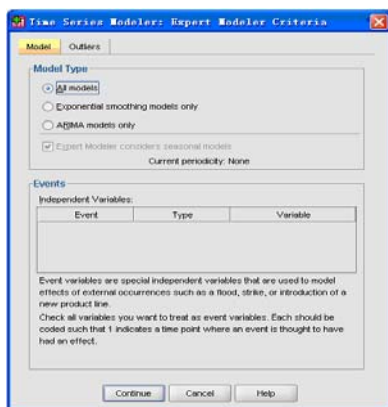 Time Series Modeler: Expert Modeler Criteria
Model Outliers
Model Type
All models
Exponential smoothing models only
ARIMA models only
Expert Modeler considers seasonal models
Current periodicity: None
Events
Independent Variables:
Event Type Variable
Event variables are special independent variables that are used to model
effects of external occurrences such as a flood, strike, or introduction of a
new product line.
Check all variables you want to treat as event variables. Each should be
coded such that 1 indicates a time point where an event is thought to have
had an effect.
Continue Cancel Help